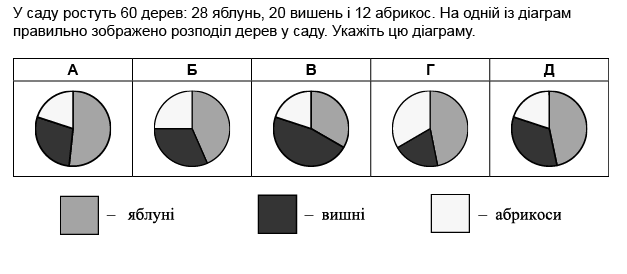 У саду ростуть 60 дерев: 28 яблунь, 20 вишень і 12 абрикос. На одній із діаграм
правильно зображено розподіл дерев у саду. Укажіть цю діаграму.
А Б В Г Д
– яблуні – вишні – абрикоси